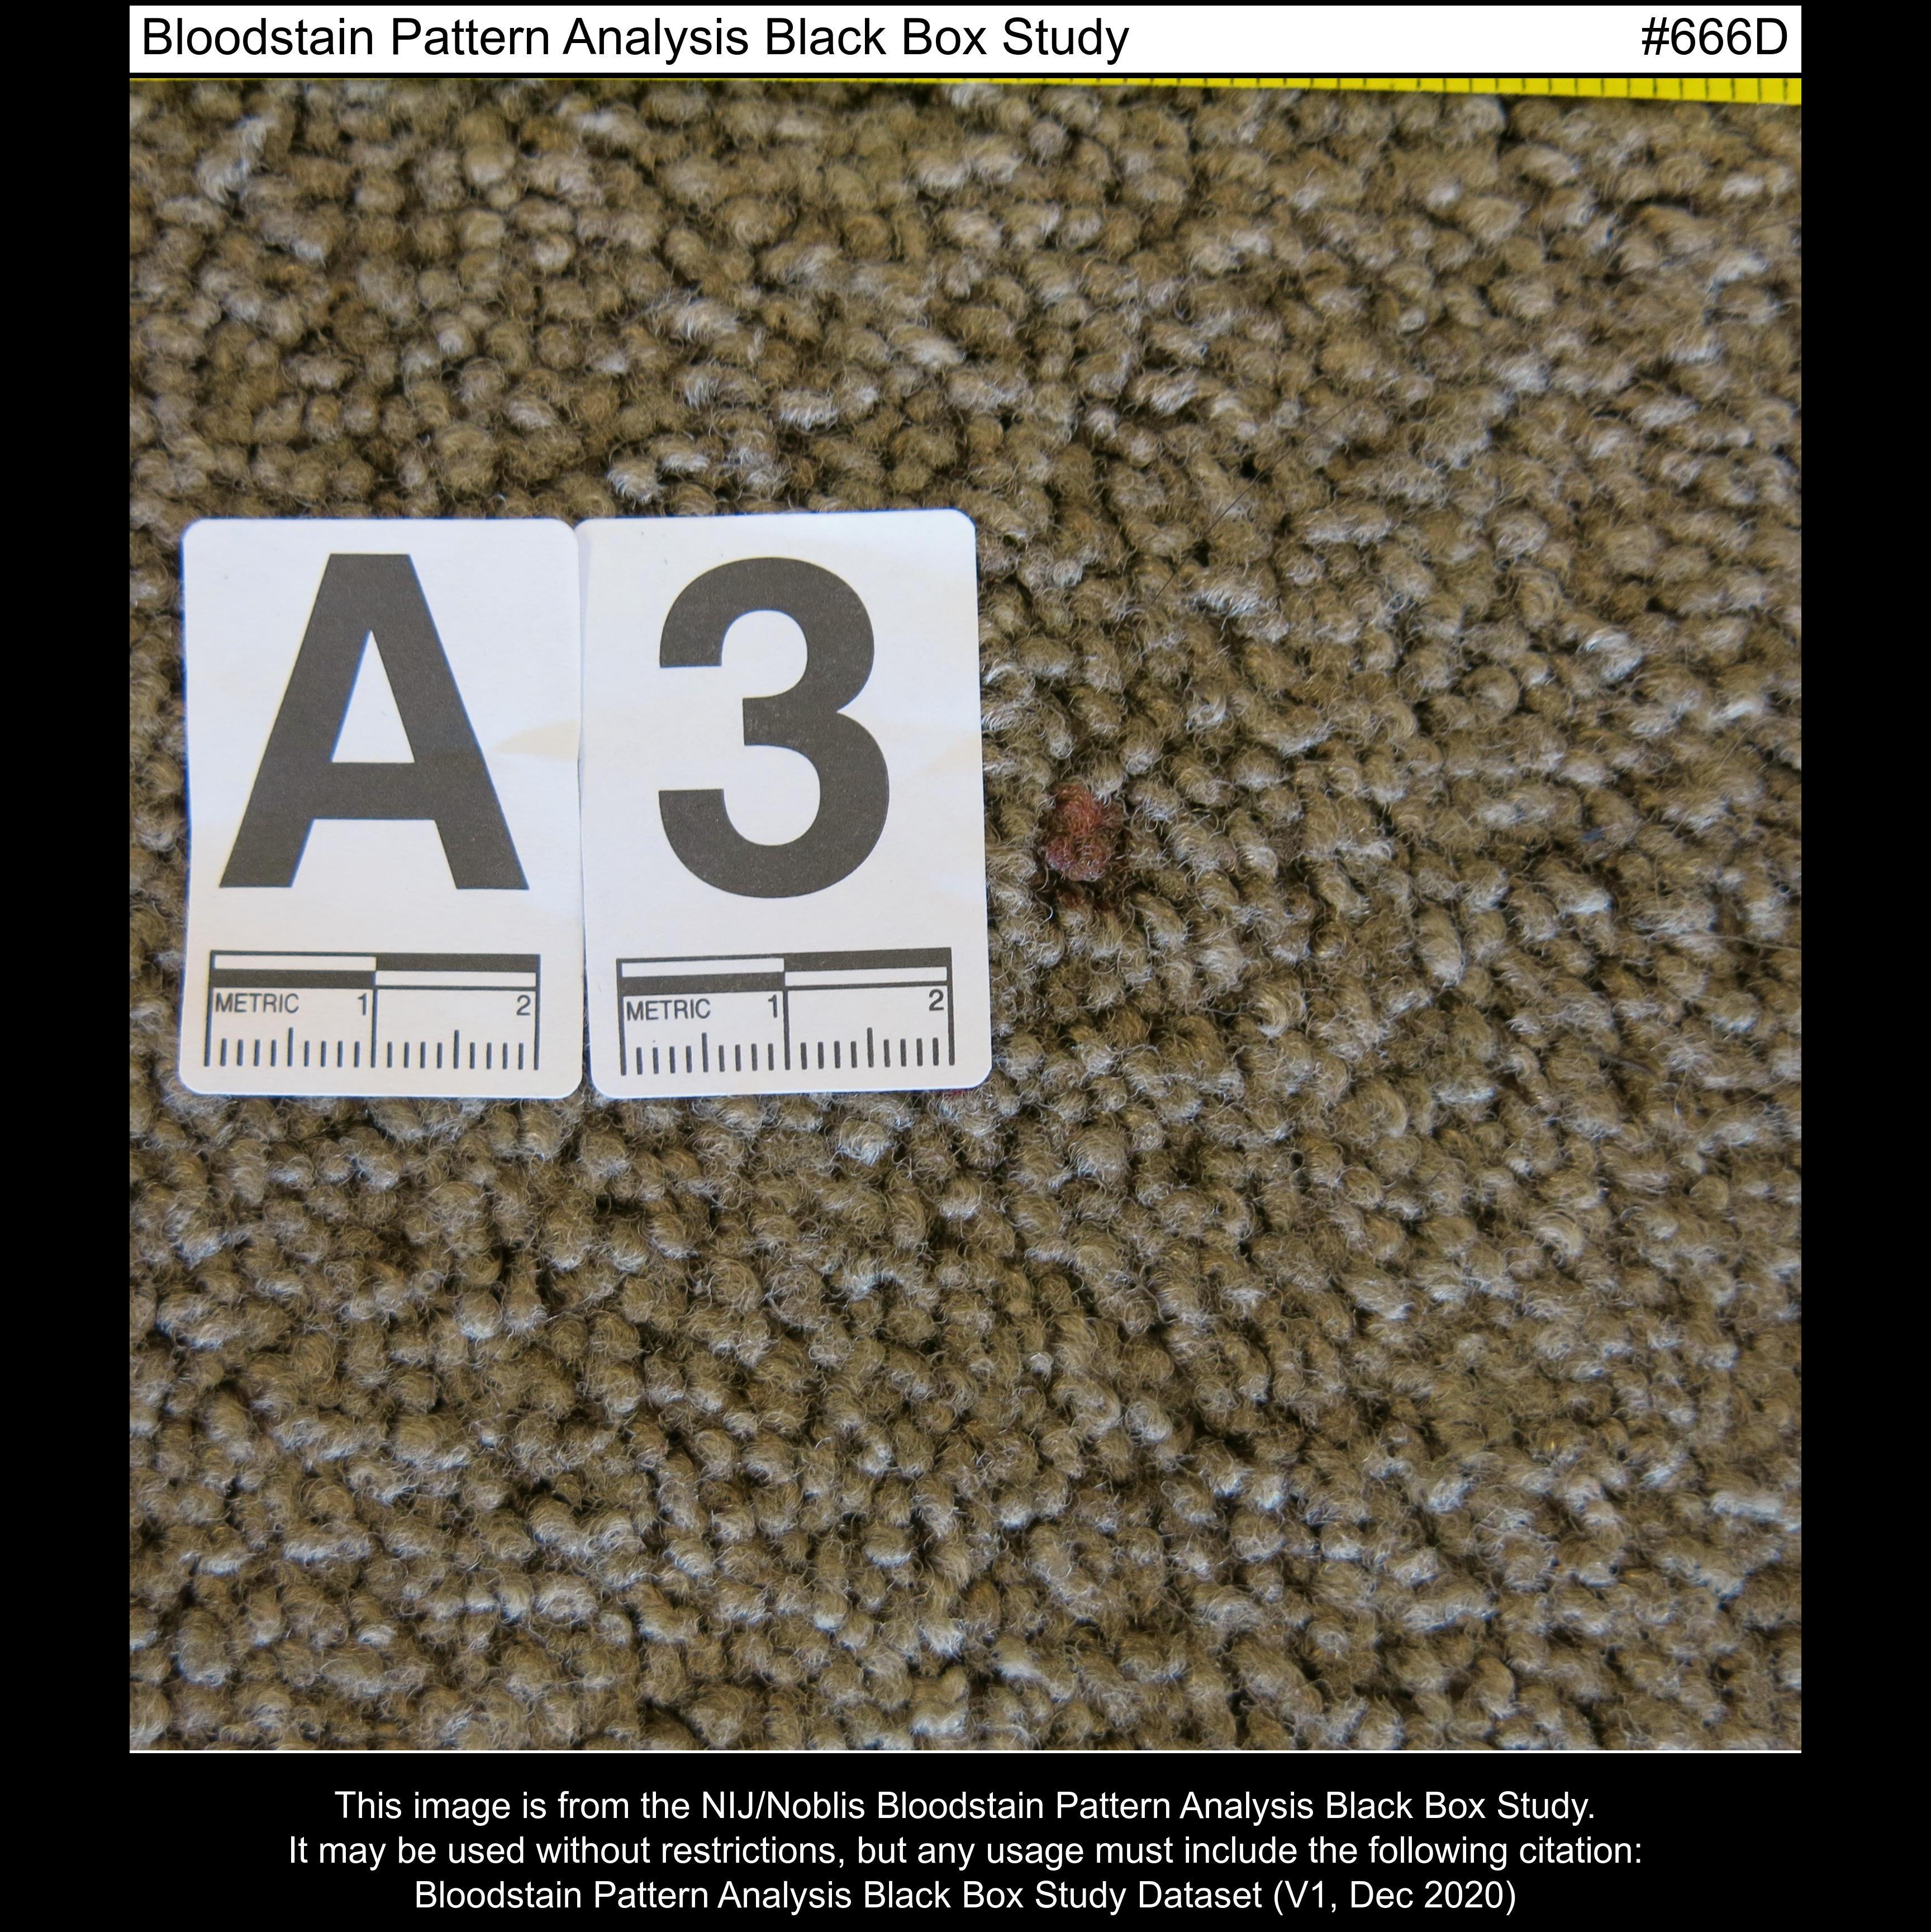 Bloodstain Pattern Analysis Black Box Study #666D
A 3
METRIC 1 2 METRIC 1 2
This image is from the NIJ/Noblis Bloodstain Pattern Analysis Black Box Study.
It may be used without restrictions, but any usage must include the following citation:
Bloodstain Pattern Analysis Black Box Study Dataset (V1, Dec 2020)